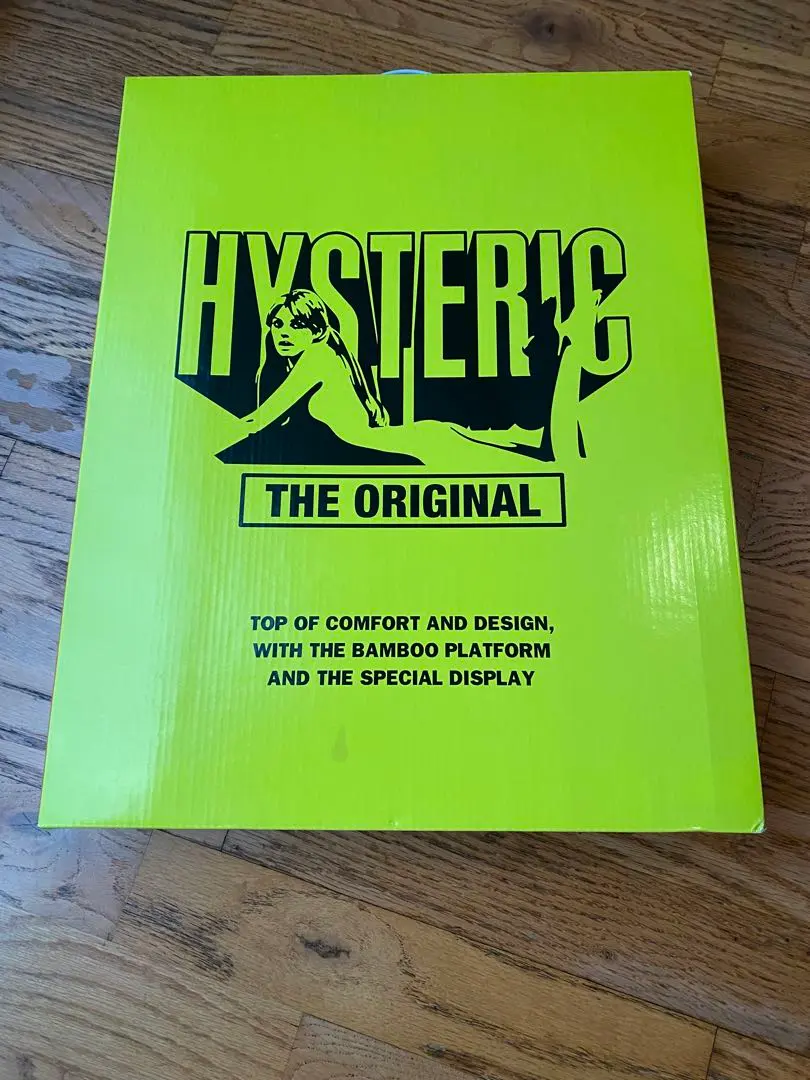 HYSTERIC
THE ORIGINAL
TOP OF COMFORT AND DESIGN,
WITH THE BAMBOO PLATFORM
AND THE SPECIAL DISPLAY